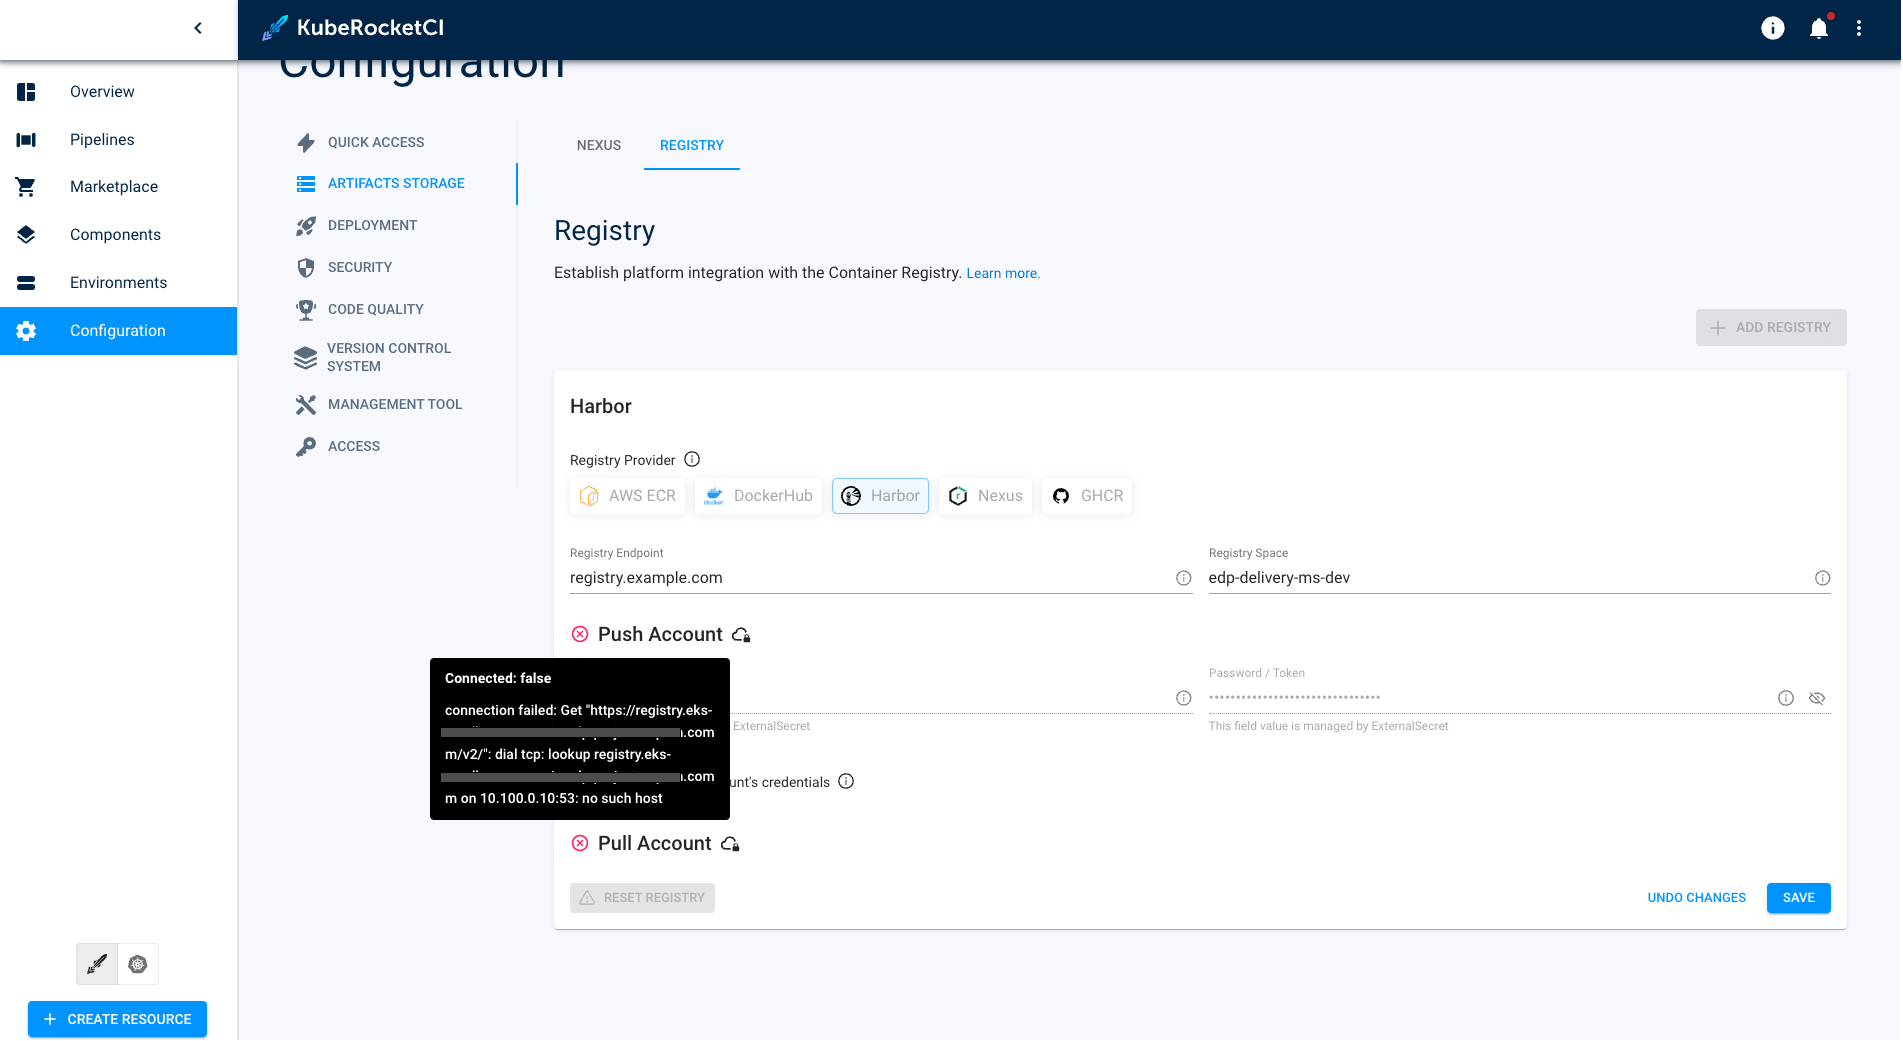 KubeRocketCI
Configuration
Overview
Pipelines
Marketplace
Components
Environments
Configuration
CREATE RESOURCE
QUICK ACCESS
ARTIFACTS STORAGE
DEPLOYMENT
SECURITY
CODE QUALITY
VERSION CONTROL
SYSTEM
MANAGEMENT TOOL
ACCESS
NEXUS
REGISTRY
Registry
Establish platform integration with the Container Registry. Learn more.
ADD REGISTRY
Harbor
Registry Provider
AWS ECR
DockerHub
Harbor
Nexus
GHCR
Registry Endpoint
registry.example.com
Registry Space
edp-delivery-ms-dev
Push Account
Connected: false
connection failed: Get "https://registry.eks-
.com
m/v2/": dial tcp: lookup registry.eks-
.com
m on 10.100.0.10:53: no such host
ExternalSecret
Password / Token
••••••••••••••••••••••••••••••••
This field value is managed by ExternalSecret
unt's credentials
Pull Account
RESET REGISTRY
UNDO CHANGES
SAVE